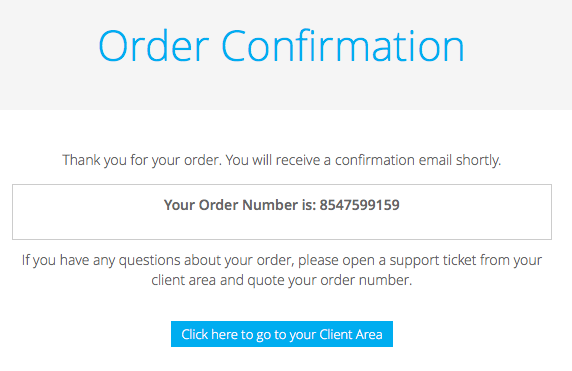 Order Confirmation
Thank you for your order. You will receive a confirmation email shortly.
Your Order Number is: 8547599159
If you have any questions about your order, please open a support ticket from your
client area and quote your order number.
Click here to go to your Client Area